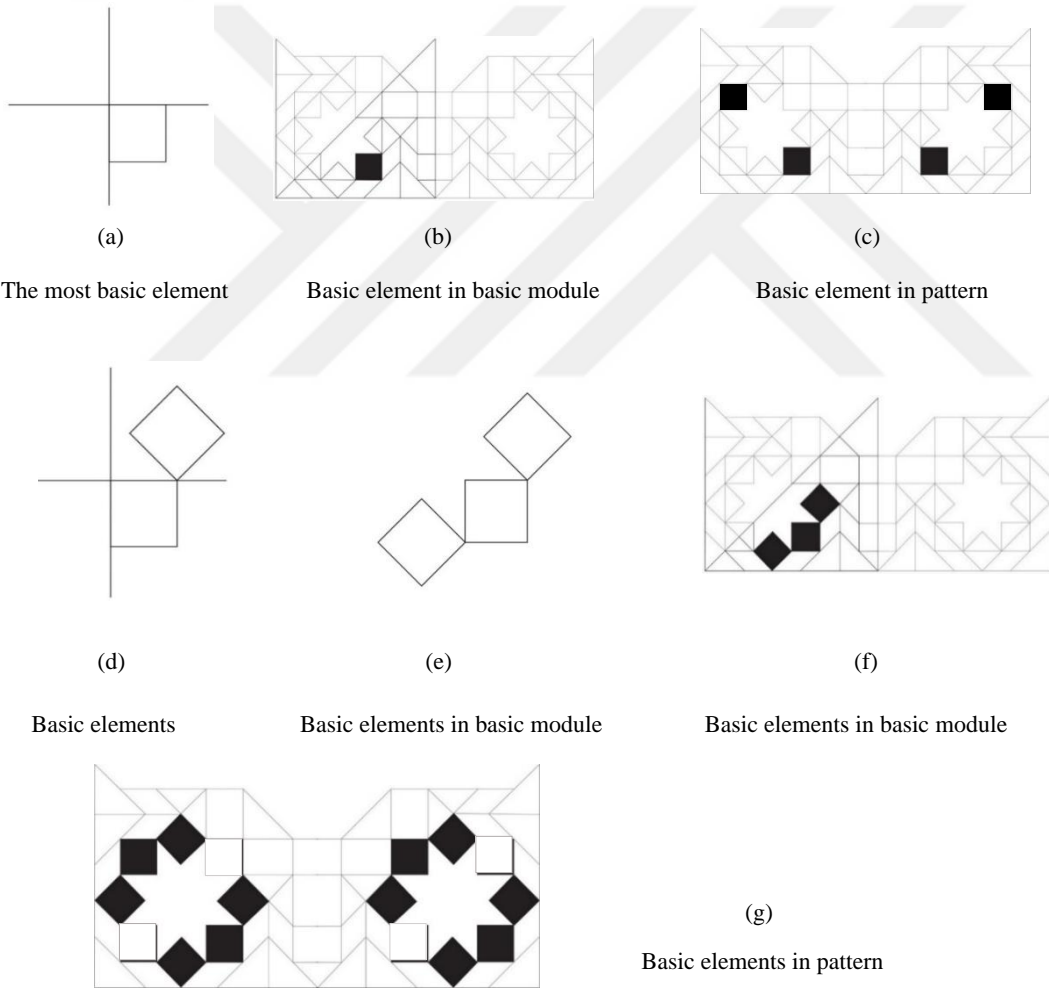 (a) (b) (c)
The most basic element Basic element in basic module Basic element in pattern
(d) (e) (f)
Basic elements Basic elements in basic module Basic elements in basic module
(g)
Basic elements in pattern